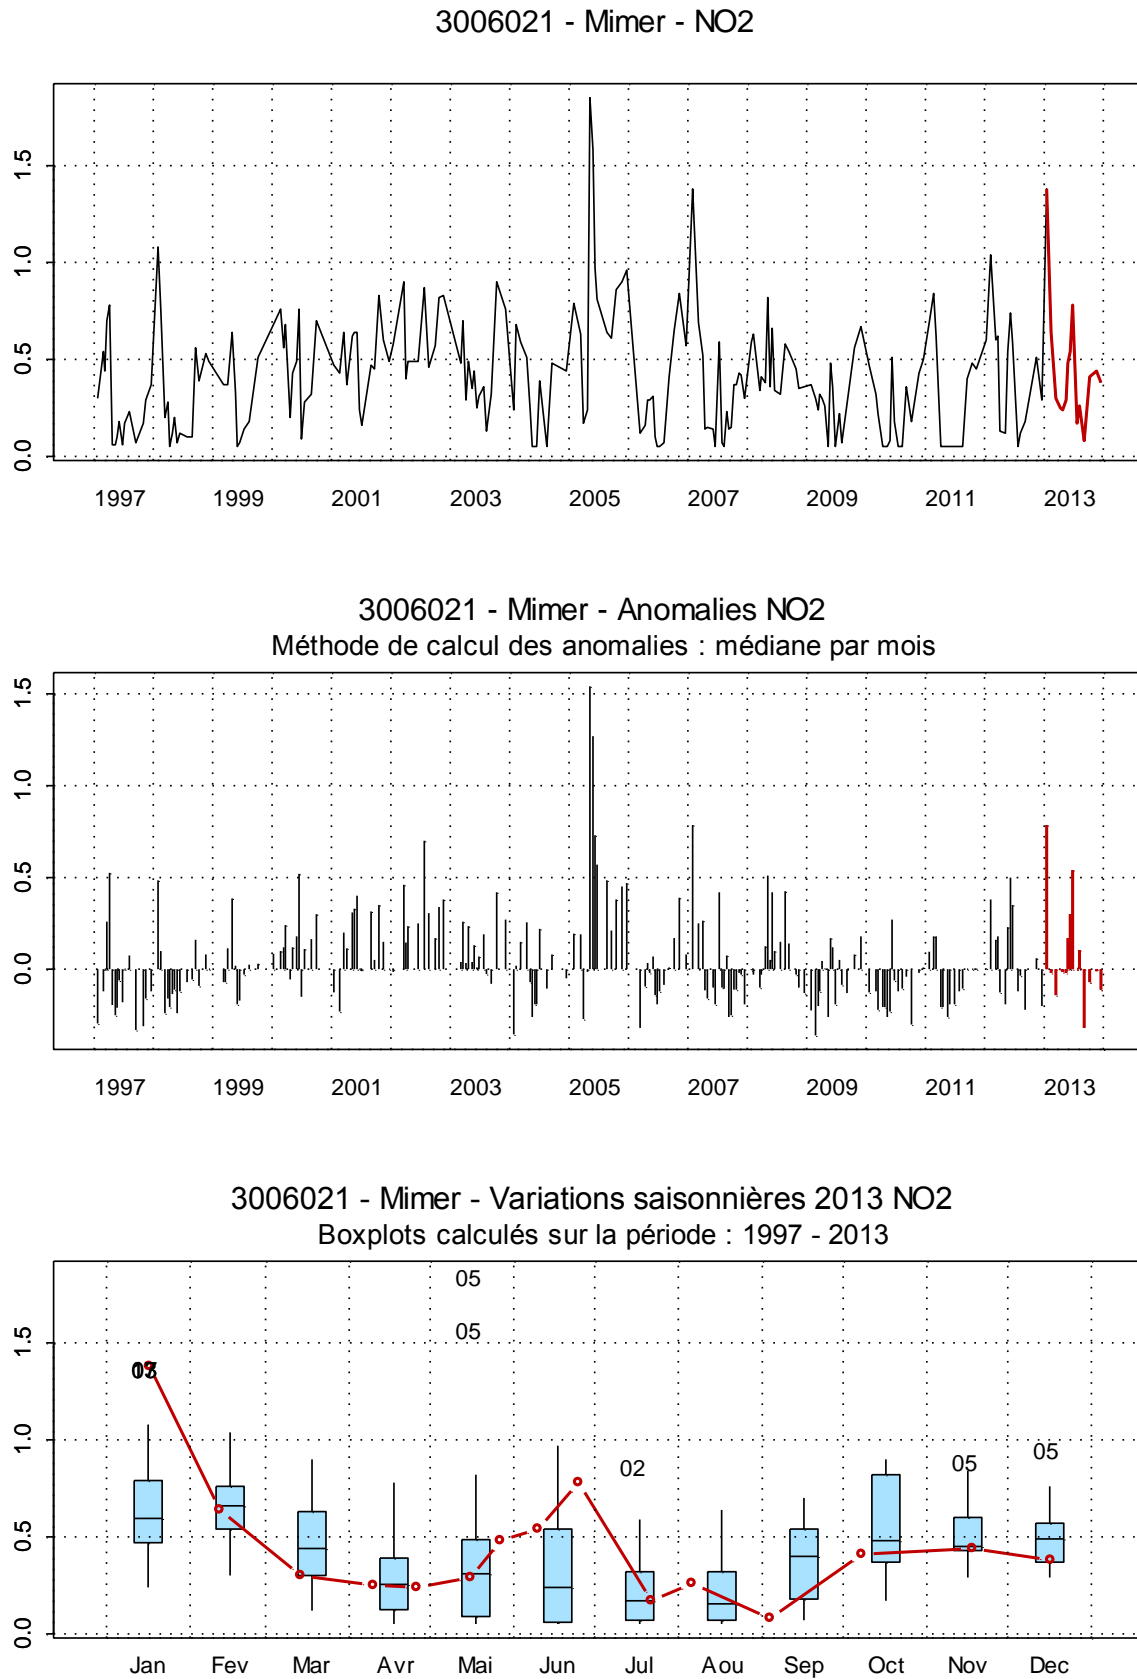 3006021 - Mimer - NO2
1.5
1.0
0.5
0.0
1997 1999 2001 2003 2005 2007 2009 2011 2013
3006021 - Mimer - Anomalies NO2
Méthode de calcul des anomalies : médiane par mois
1.5
1.0
0.5
0.0
1997 1999 2001 2003 2005 2007 2009 2011 2013
3006021 - Mimer - Variations saisonnières 2013 NO2
Boxplots calculés sur la période : 1997 - 2013
05
05
02
05
05
1.5
1.0
0.5
0.0
Jan Fev Mar Avr Mai Jun Jul Aou Sep Oct Nov Dec